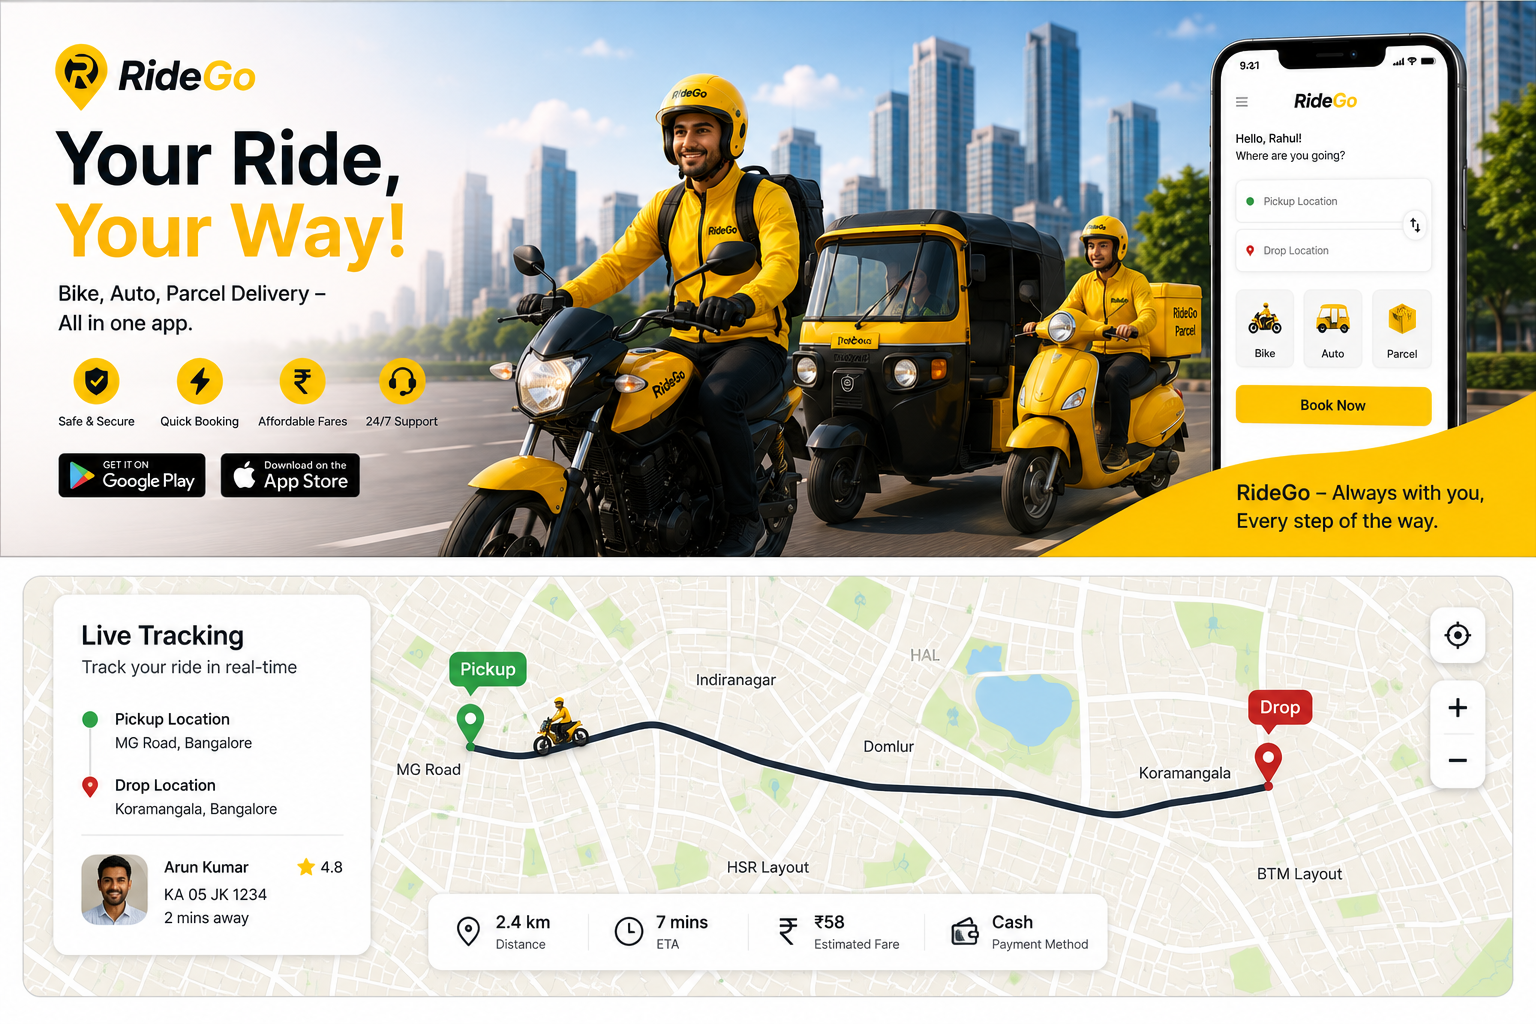 RideGo
Your Ride,
Your Way!
Bike, Auto, Parcel Delivery –
All in one app.
Safe & Secure
Quick Booking
Affordable Fares
24/7 Support
GET IT ON
Google Play
Download on the
App Store
RideGo
RideGo
RideGo
RideGo
RideGo
RideGo
Parcel
9:21
RideGo
Hello, Rahul!
Where are you going?
Pickup Location
Drop Location
Bike
Auto
Parcel
Book Now
RideGo – Always with you,
Every step of the way.
Live Tracking
Track your ride in real-time
Pickup Location
MG Road, Bangalore
Drop Location
Koramangala, Bangalore
Arun Kumar
4.8
KA 05 JK 1234
2 mins away
Pickup
MG Road
Indiranagar
HAL
Domlur
Koramangala
Drop
HSR Layout
BTM Layout
2.4 km
Distance
7 mins
ETA
₹
₹58
Estimated Fare
Cash
Payment Method